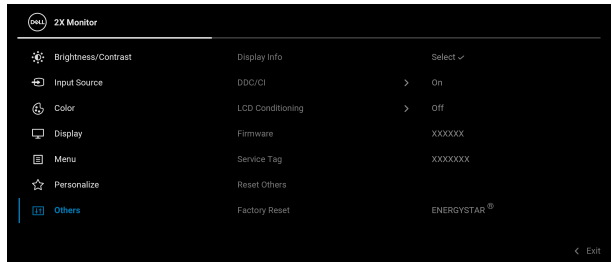 DELL 2X Monitor
Brightness/Contrast Display Info Select ✓
Input Source DDC/CI > On
Color LCD Conditioning > Off
Display Firmware XXXXXX
Menu Service Tag XXXXXXX
Personalize Reset Others
Others Factory Reset ENERGYSTAR ®
< Exit